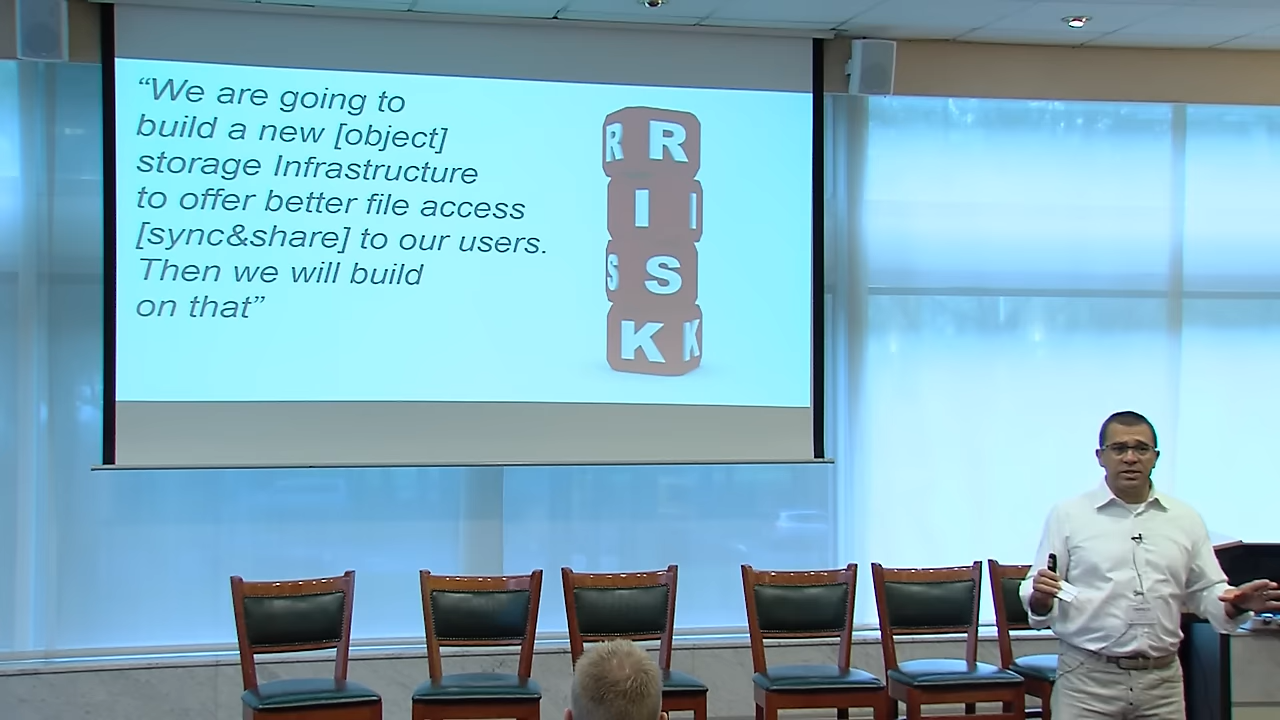 “We are going to
build a new [object]
storage Infrastructure
to offer better file access
[sync&share] to our users.
Then we will build
on that”
R R
I I
S S
K K